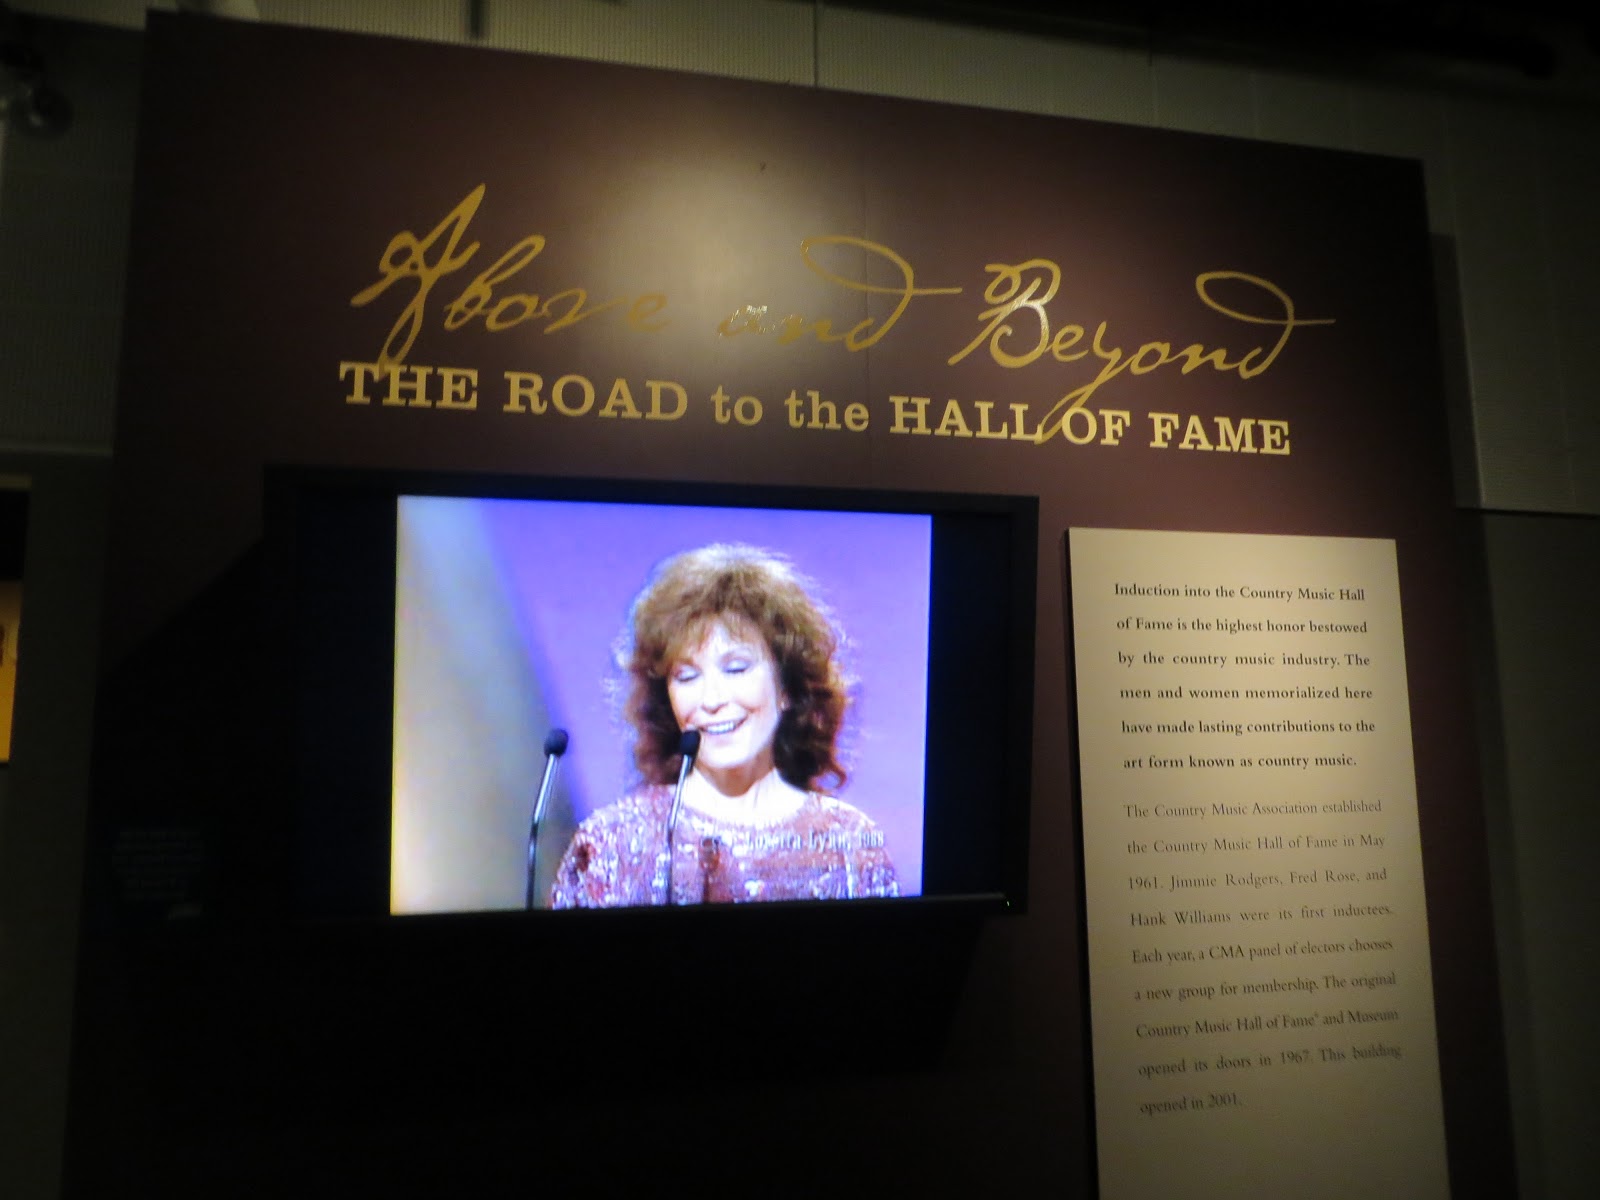 Above and Beyond
THE ROAD to the HALL OF FAME
Loretta Lynn, 1988
Induction into the Country Music Hall
of Fame is the highest honor bestowed
by the country music industry. The
men and women memorialized here
have made lasting contributions to the
art form known as country music.
The Country Music Association established
the Country Music Hall of Fame in May
1961. Jimmie Rodgers, Fred Rose, and
Hank Williams were its first inductees.
Each year, a CMA panel of electors chooses
a new group for membership. The original
Country Music Hall of Fame® and Museum
opened its doors in 1967. This building
opened in 2001.